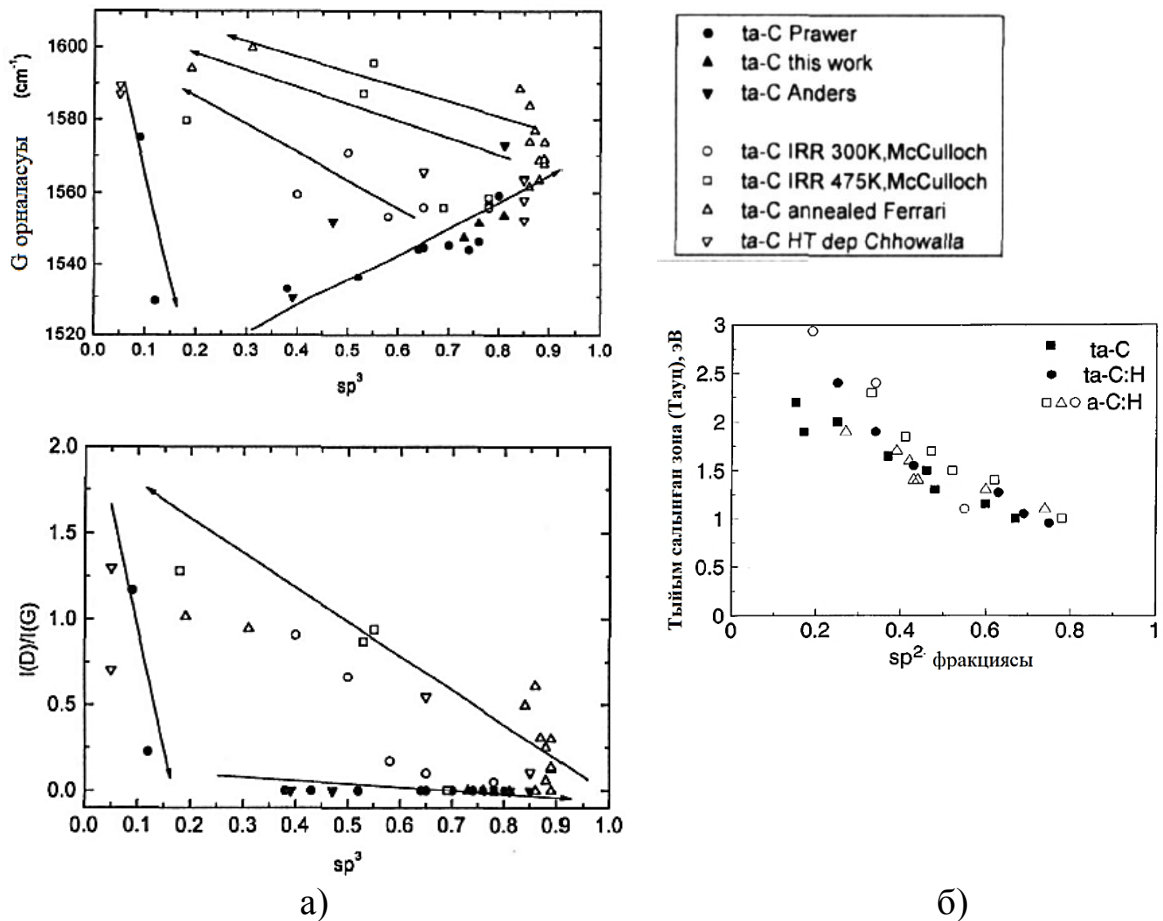 G орналасуы (cm⁻¹)
1600
1580
1560
1540
1520
0.0 0.1 0.2 0.3 0.4 0.5 0.6 0.7 0.8 0.9 1.0
sp³
ta-C Prawer
ta-C this work
ta-C Anders
ta-C IRR 300K,McCulloch
ta-C IRR 475K,McCulloch
ta-C annealed Ferrari
ta-C HT dep Chhowalla
I(D)/I(G)
2.0
1.5
1.0
0.5
0.0
0.0 0.1 0.2 0.3 0.4 0.5 0.6 0.7 0.8 0.9 1.0
sp³
а)
Тыйым салынған зона (Тауц), эВ
3
2.5
2
1.5
1
0.5
0
ta-C
ta-C:H
a-C:H
0 0.2 0.4 0.6 0.8 1
sp² фракциясы
б)